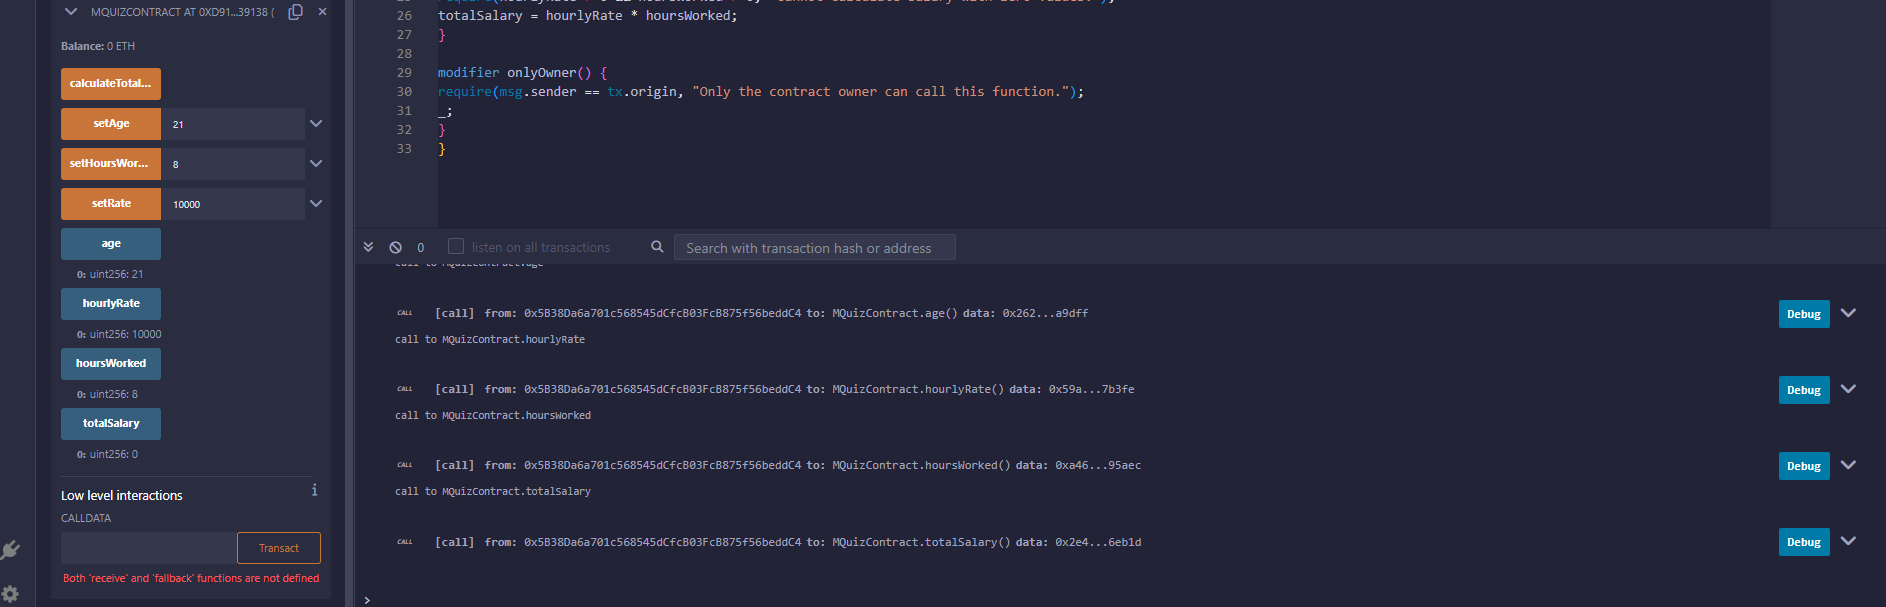 MQUIZCONTRACT AT 0XD91...39138 (
Balance: 0 ETH
calculateTotal...
setAge 21
setHoursWor... 8
setRate 10000
age
0: uint256: 21
hourlyRate
0: uint256: 10000
hoursWorked
0: uint256: 8
totalSalary
0: uint256: 0
Low level interactions
i
CALLDATA
Transact
Both 'receive' and 'fallback' functions are not defined
26 totalSalary = hourlyRate * hoursWorked;
27 }
28
29 modifier onlyOwner() {
30 require(msg.sender == tx.origin, "Only the contract owner can call this function.");
31 _;
32 }
33 }
0 listen on all transactions Search with transaction hash or address
call to MQuizContract.age
CALL [call] from: 0x5B38Da6a701c568545dCfcB03FcB875f56beddC4 to: MQuizContract.age() data: 0x262...a9dff Debug
call to MQuizContract.hourlyRate
CALL [call] from: 0x5B38Da6a701c568545dCfcB03FcB875f56beddC4 to: MQuizContract.hourlyRate() data: 0x59a...7b3fe Debug
call to MQuizContract.hoursWorked
CALL [call] from: 0x5B38Da6a701c568545dCfcB03FcB875f56beddC4 to: MQuizContract.hoursWorked() data: 0xa46...95aec Debug
call to MQuizContract.totalSalary
CALL [call] from: 0x5B38Da6a701c568545dCfcB03FcB875f56beddC4 to: MQuizContract.totalSalary() data: 0x2e4...6eb1d Debug
>